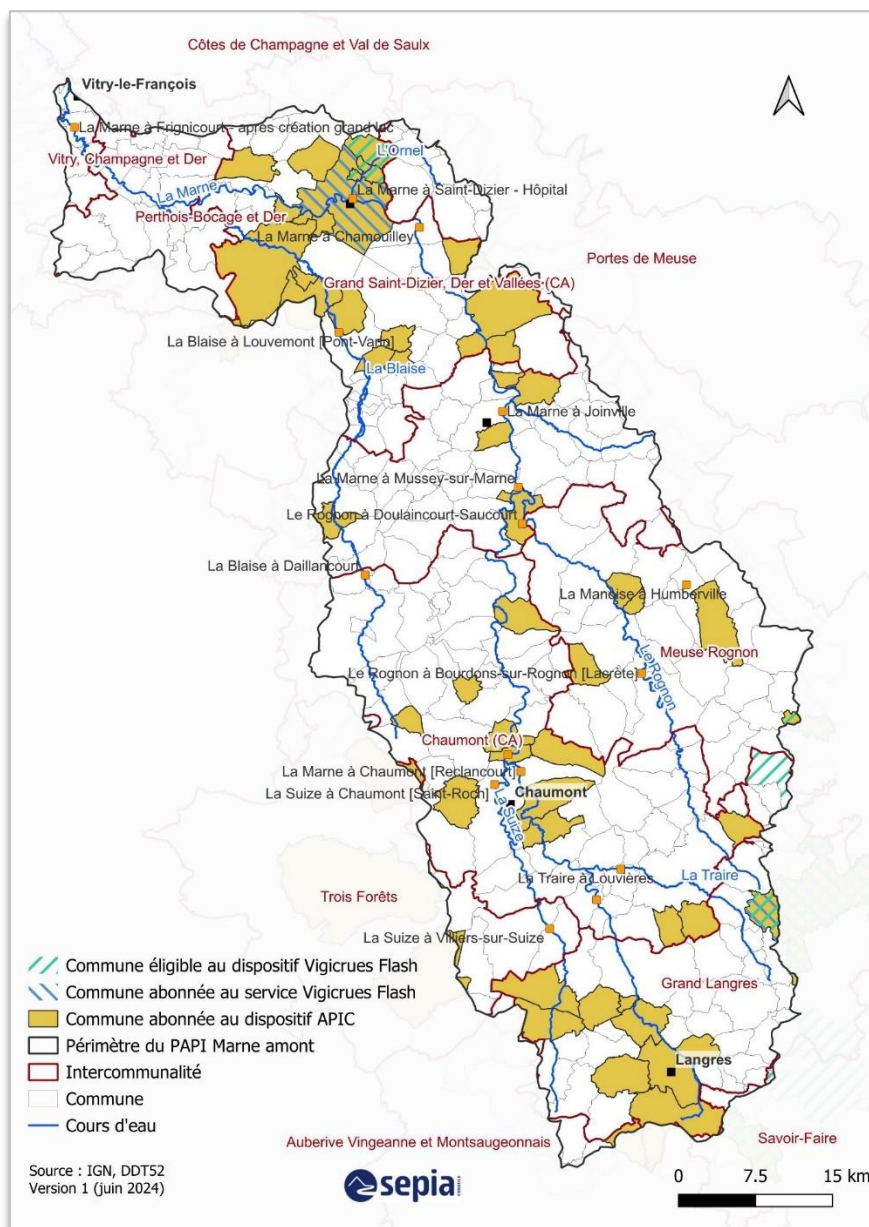 Côtes de Champagne et Val de Saulx
Vitry-le-François
La Marne à Frignicourt - après création grand lac
L'Ornel
Vitry, Champagne et Der
La Marne
La Marne à Saint-Dizier - Hôpital
Perthois-Bocage et Der
La Marne à Chamouilley
Portes de Meuse
Grand Saint-Dizier, Der et Vallées (CA)
La Blaise à Louvemont [Pont-Varin]
La Blaise
La Marne à Joinville
La Marne à Mussey-sur-Marne
Le Rognon à Doulaincourt-Saucourt
La Blaise à Daillancourt
La Manoise à Humberville
Meuse Rognon
Le Rognon à Bourdons-sur-Rognon [Lacrête]
Le Rognon
Chaumont (CA)
La Marne à Chaumont [Reclancourt]
La Suize à Chaumont [Saint-Roch]
Chaumont
La Suize
La Traire à Louvières
La Traire
Trois Forêts
La Suize à Villiers-sur-Suize
Commune éligible au dispositif Vigicrues Flash
Commune abonnée au service Vigicrues Flash
Grand Langres
Commune abonnée au dispositif APIC
Périmètre du PAPI Marne amont
Langres
Intercommunalité
Commune
Cours d'eau
Auberive Vingeanne et Montsaugeonnais
Savoir-Faire
Source : IGN, DDT52
Version 1 (juin 2024)
sepia
0 7.5 15 km